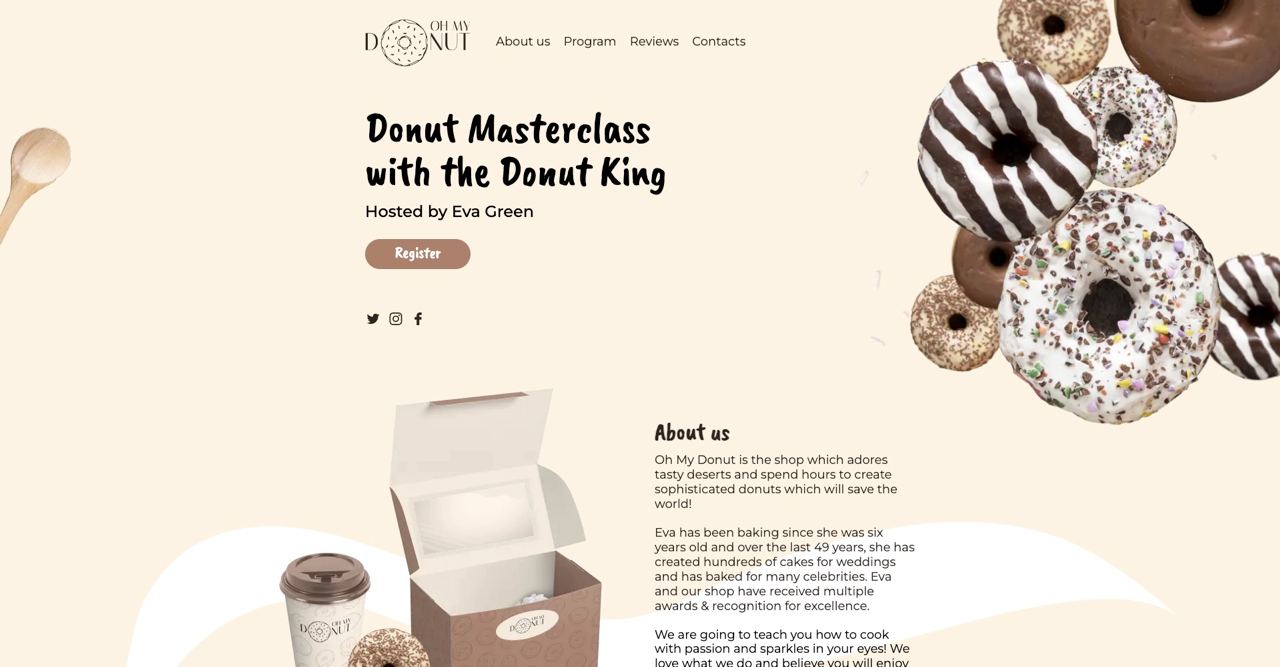 OH MY
DONUT
About us
Program
Reviews
Contacts
Donut Masterclass
with the Donut King
Hosted by Eva Green
Register
About us
Oh My Donut is the shop which adores
tasty deserts and spend hours to create
sophisticated donuts which will save the
world!
Eva has been baking since she was six
years old and over the last 49 years, she has
created hundreds of cakes for weddings
and has baked for many celebrities. Eva
and our shop have received multiple
awards & recognition for excellence.
We are going to teach you how to cook
with passion and sparkles in your eyes! We
love what we do and believe you will enjoy
OH MY
DONUT
OH MY
DONUT